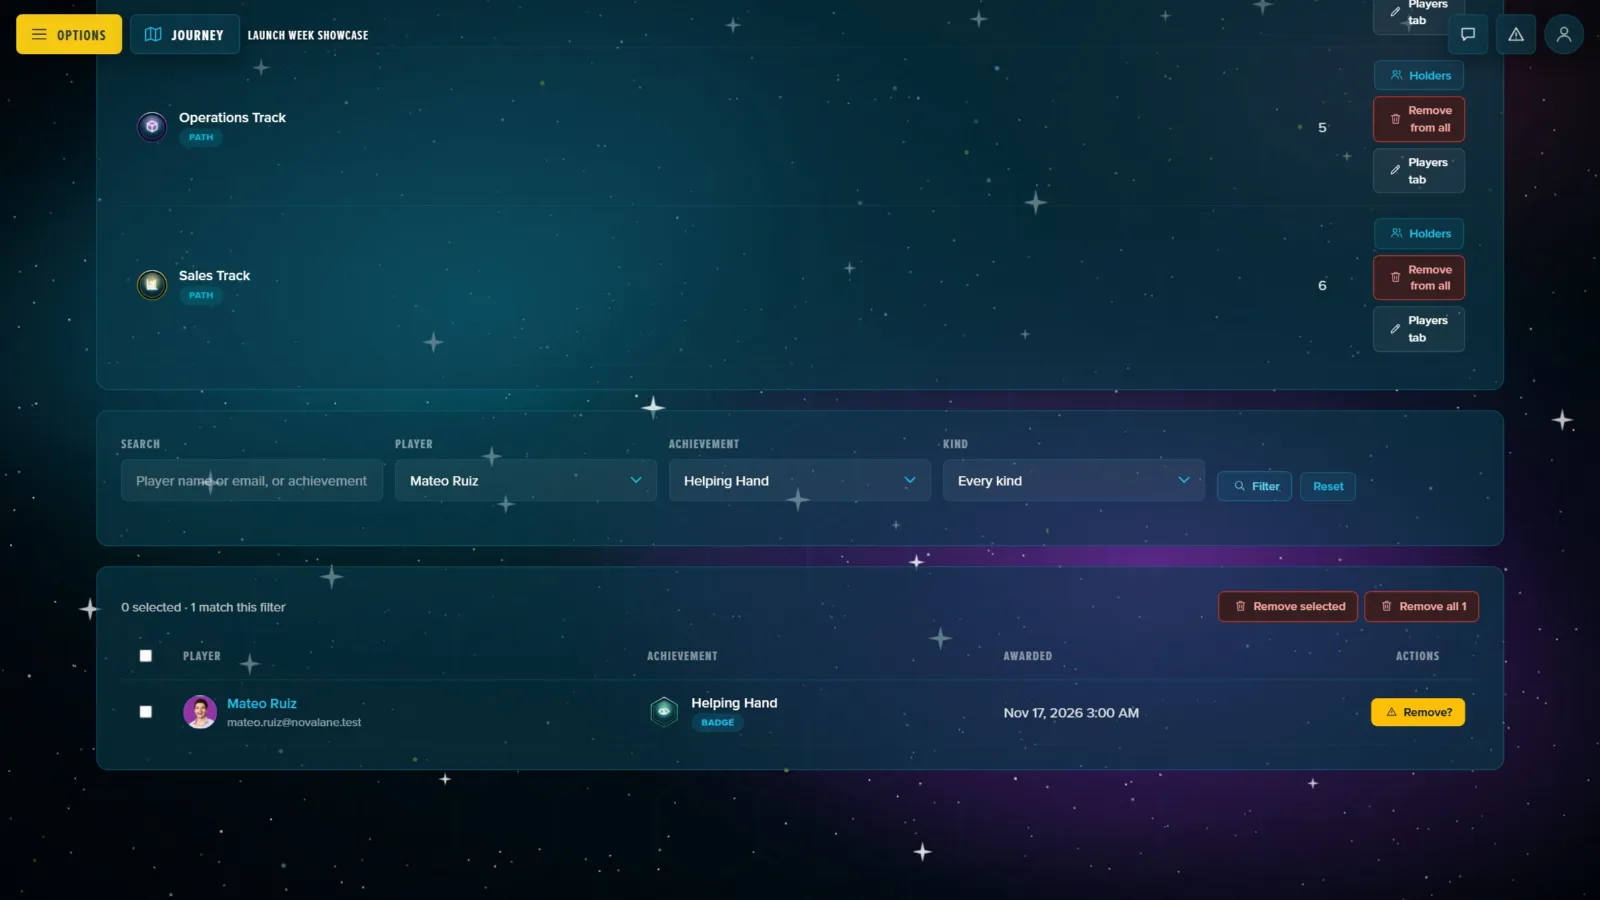 Players
tab
OPTIONS
JOURNEY
LAUNCH WEEK SHOWCASE
Holders
Operations Track
PATH
5
Remove
from all
Players
tab
Holders
Sales Track
PATH
6
Remove
from all
Players
tab
SEARCH
PLAYER
ACHIEVEMENT
KIND
Player name or email, or achievement
Mateo Ruiz
Helping Hand
Every kind
Filter
Reset
0 selected · 1 match this filter
Remove selected
Remove all 1
PLAYER
ACHIEVEMENT
AWARDED
ACTIONS
Mateo Ruiz
mateo.ruiz@novalane.test
Helping Hand
BADGE
Nov 17, 2026 3:00 AM
Remove?